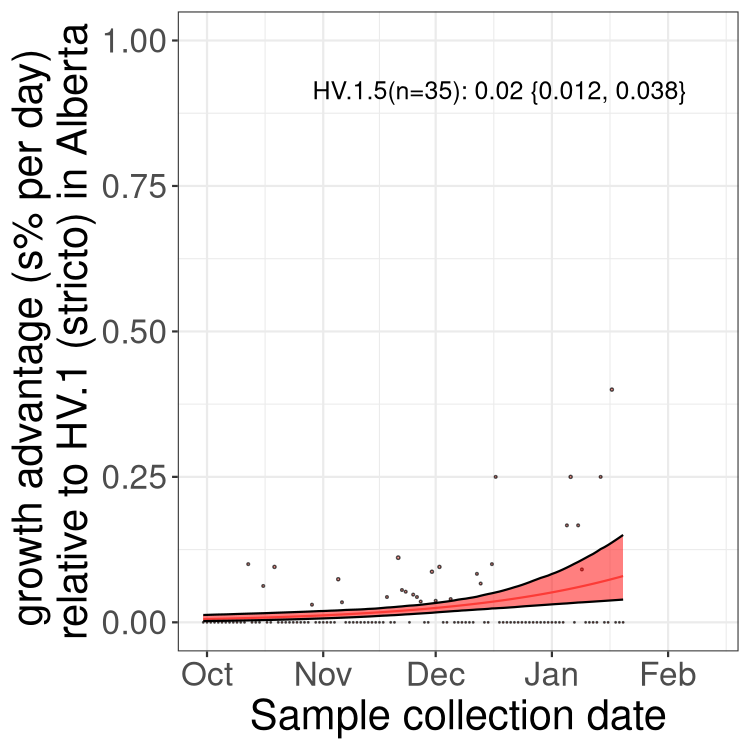 growth advantage (s% per day)
relative to HV.1 (stricto) in Alberta
1.00
0.75
0.50
0.25
0.00
HV.1.5(n=35): 0.02 {0.012, 0.038}
Oct Nov Dec Jan Feb
Sample collection date